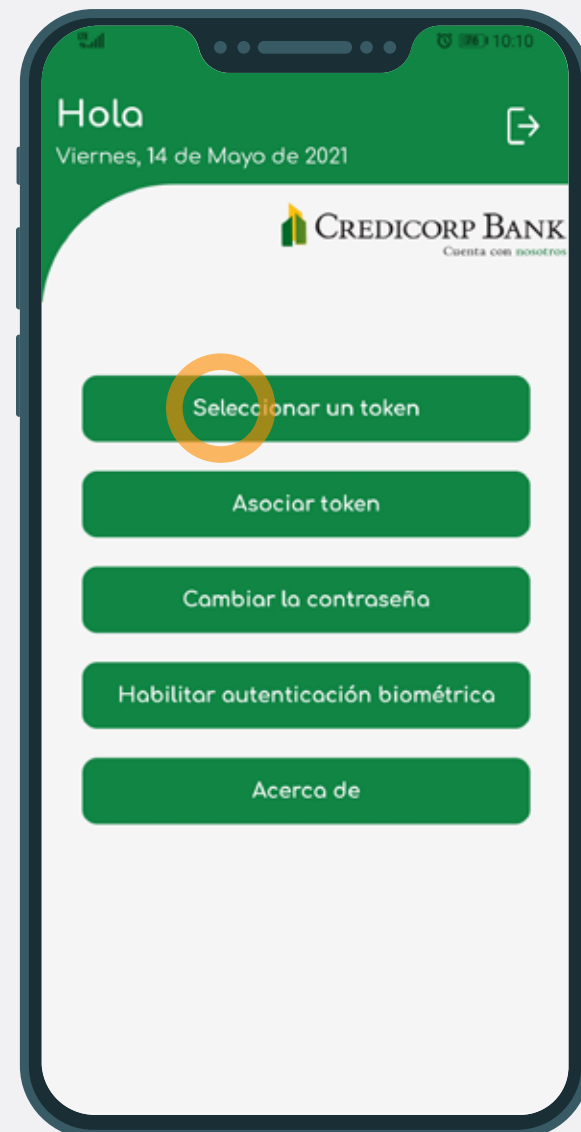 76 10:10
Hola
Viernes, 14 de Mayo de 2021
CREDICORP BANK
Cuenta con nosotros
Seleccionar un token
Asociar token
Cambiar la contraseña
Habilitar autenticación biométrica
Acerca de